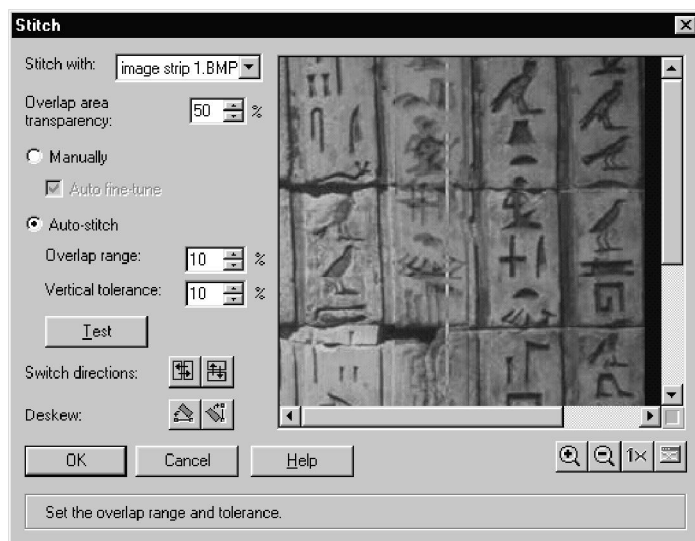 Stitch
Stitch with: image strip 1.BMP
Overlap area
transparency: 50 %
Manually
Auto fine-tune
Auto-stitch
Overlap range: 10 %
Vertical tolerance: 10 %
Test
Switch directions:
Deskew:
OK Cancel Help
1×
Set the overlap range and tolerance.